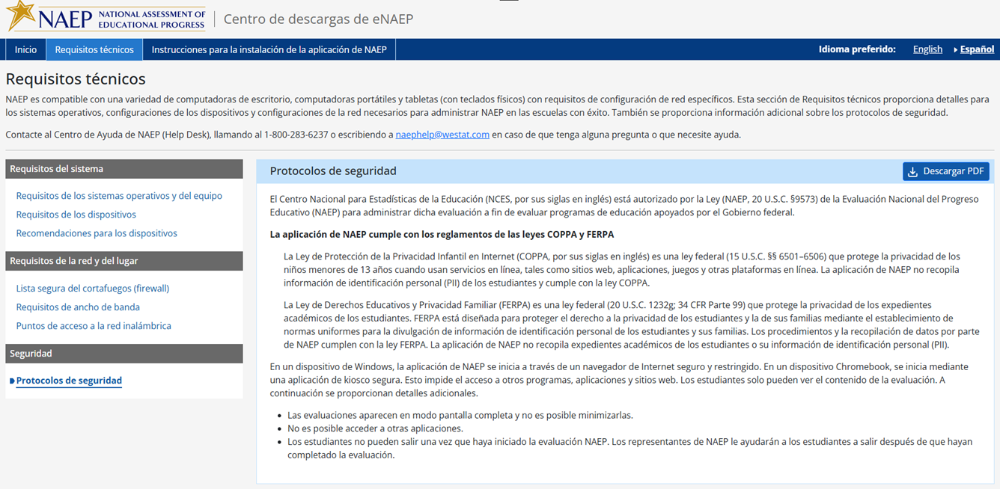 NAEP NATIONAL ASSESSMENT OF
EDUCATIONAL PROGRESS
Centro de descargas de eNAEP
Inicio
Requisitos técnicos
Instrucciones para la instalación de la aplicación de NAEP
Idioma preferido:
English
Español
Requisitos técnicos
NAEP es compatible con una variedad de computadoras de escritorio, computadoras portátiles y tabletas (con teclados físicos) con requisitos de configuración de red específicos. Esta sección de Requisitos técnicos proporciona detalles para
los sistemas operativos, configuraciones de los dispositivos y configuraciones de la red necesarios para administrar NAEP en las escuelas con éxito. También se proporciona información adicional sobre los protocolos de seguridad.
Contacte al Centro de Ayuda de NAEP (Help Desk), llamando al 1-800-283-6237 o escribiendo a naephelp@westat.com en caso de que tenga alguna pregunta o que necesite ayuda.
Requisitos del sistema
Requisitos de los sistemas operativos y del equipo
Requisitos de los dispositivos
Recomendaciones para los dispositivos
Requisitos de la red y del lugar
Lista segura del cortafuegos (firewall)
Requisitos de ancho de banda
Puntos de acceso a la red inalámbrica
Seguridad
Protocolos de seguridad
Protocolos de seguridad
Descargar PDF
El Centro Nacional para Estadísticas de la Educación (NCES, por sus siglas en inglés) está autorizado por la Ley (NAEP, 20 U.S.C. §9573) de la Evaluación Nacional del Progreso
Educativo (NAEP) para administrar dicha evaluación a fin de evaluar programas de educación apoyados por el Gobierno federal.
La aplicación de NAEP cumple con los reglamentos de las leyes COPPA y FERPA
La Ley de Protección de la Privacidad Infantil en Internet (COPPA, por sus siglas en inglés) es una ley federal (15 U.S.C. §§ 6501–6506) que protege la privacidad de los
niños menores de 13 años cuando usan servicios en línea, tales como sitios web, aplicaciones, juegos y otras plataformas en línea. La aplicación de NAEP no recopila
información de identificación personal (PII) de los estudiantes y cumple con la ley COPPA.
La Ley de Derechos Educativos y Privacidad Familiar (FERPA) es una ley federal (20 U.S.C. 1232g; 34 CFR Parte 99) que protege la privacidad de los expedientes
académicos de los estudiantes. FERPA está diseñada para proteger el derecho a la privacidad de los estudiantes y la de sus familias mediante el establecimiento de
normas uniformes para la divulgación de información de identificación personal de los estudiantes y sus familias. Los procedimientos y la recopilación de datos por parte
de NAEP cumplen con la ley FERPA. La aplicación de NAEP no recopila expedientes académicos de los estudiantes o su información de identificación personal (PII).
En un dispositivo de Windows, la aplicación de NAEP se inicia a través de un navegador de Internet seguro y restringido. En un dispositivo Chromebook, se inicia mediante
una aplicación de kiosco segura. Esto impide el acceso a otros programas, aplicaciones y sitios web. Los estudiantes solo pueden ver el contenido de la evaluación. A
continuación se proporcionan detalles adicionales.
• Las evaluaciones aparecen en modo pantalla completa y no es posible minimizarlas.
• No es posible acceder a otras aplicaciones.
• Los estudiantes no pueden salir una vez que haya iniciado la evaluación NAEP. Los representantes de NAEP le ayudarán a los estudiantes a salir después de que hayan
completado la evaluación.